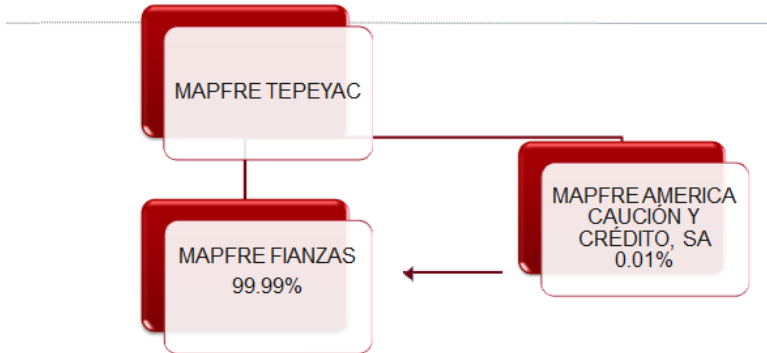 MAPFRE TEPEYAC
MAPFRE AMERICA
CAUCIÓN Y
CRÉDITO, SA
0.01%
MAPFRE FIANZAS
99.99%